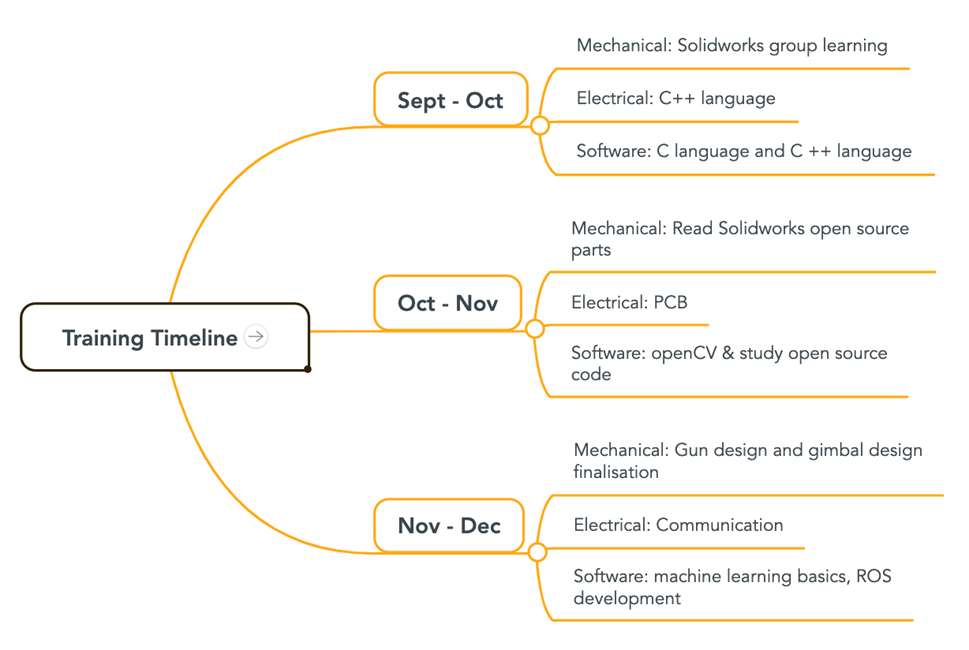 Training Timeline
Sept - Oct
Mechanical: Solidworks group learning
Electrical: C++ language
Software: C language and C ++ language
Oct - Nov
Mechanical: Read Solidworks open source
parts
Electrical: PCB
Software: openCV & study open source
code
Nov - Dec
Mechanical: Gun design and gimbal design
finalisation
Electrical: Communication
Software: machine learning basics, ROS
development